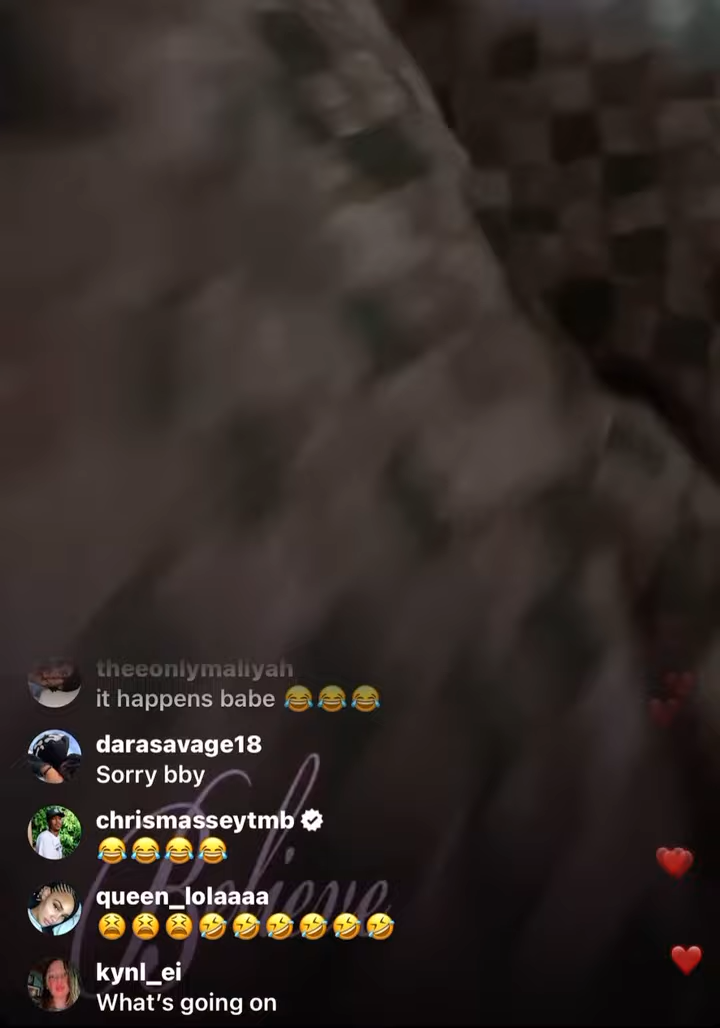 theeonlymaliyah
it happens babe 😂😂😂
darasavage18
Sorry bby
chrismasseytmb
😂😂😂😂
queen_lolaaaa
😫😫😫🤣🤣🤣🤣🤣🤣
Believe
kynl_ei
What's going on